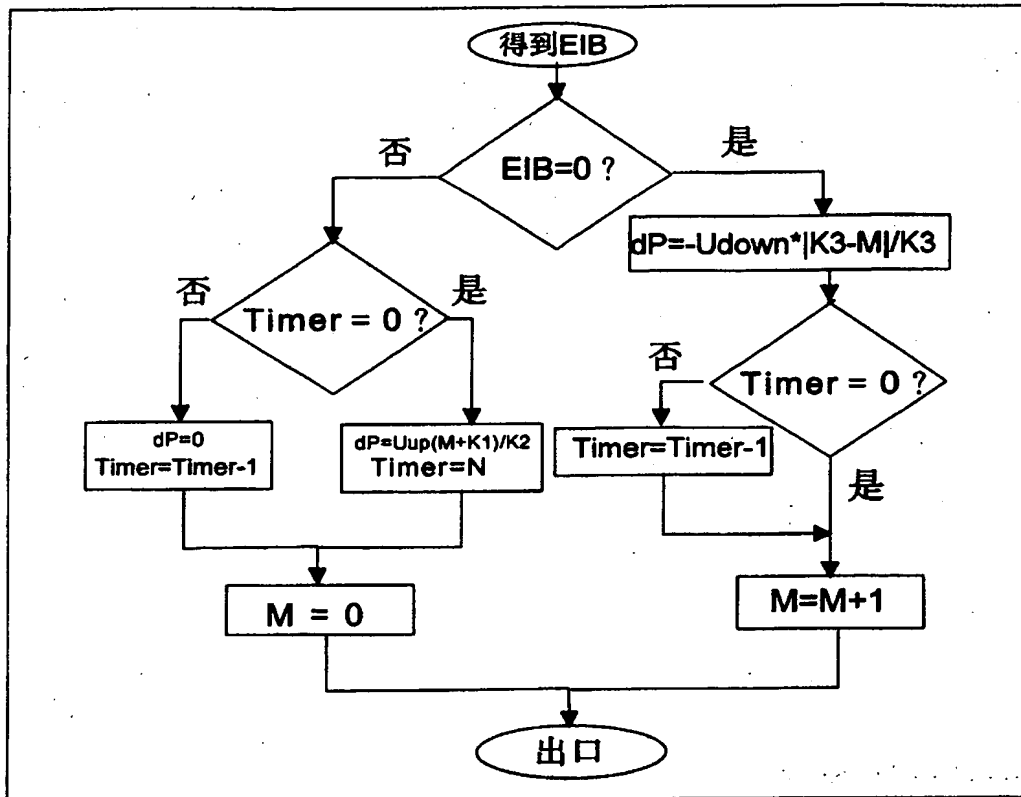 得到EIB
EIB=0 ?
否
是
dP=-Udown*|K3-M|/K3
Timer = 0 ?
否
是
Timer = 0 ?
否
是
dP=0
Timer=Timer-1
dP=Uup(M+K1)/K2
Timer=N
Timer=Timer-1
M = 0
M=M+1
出口